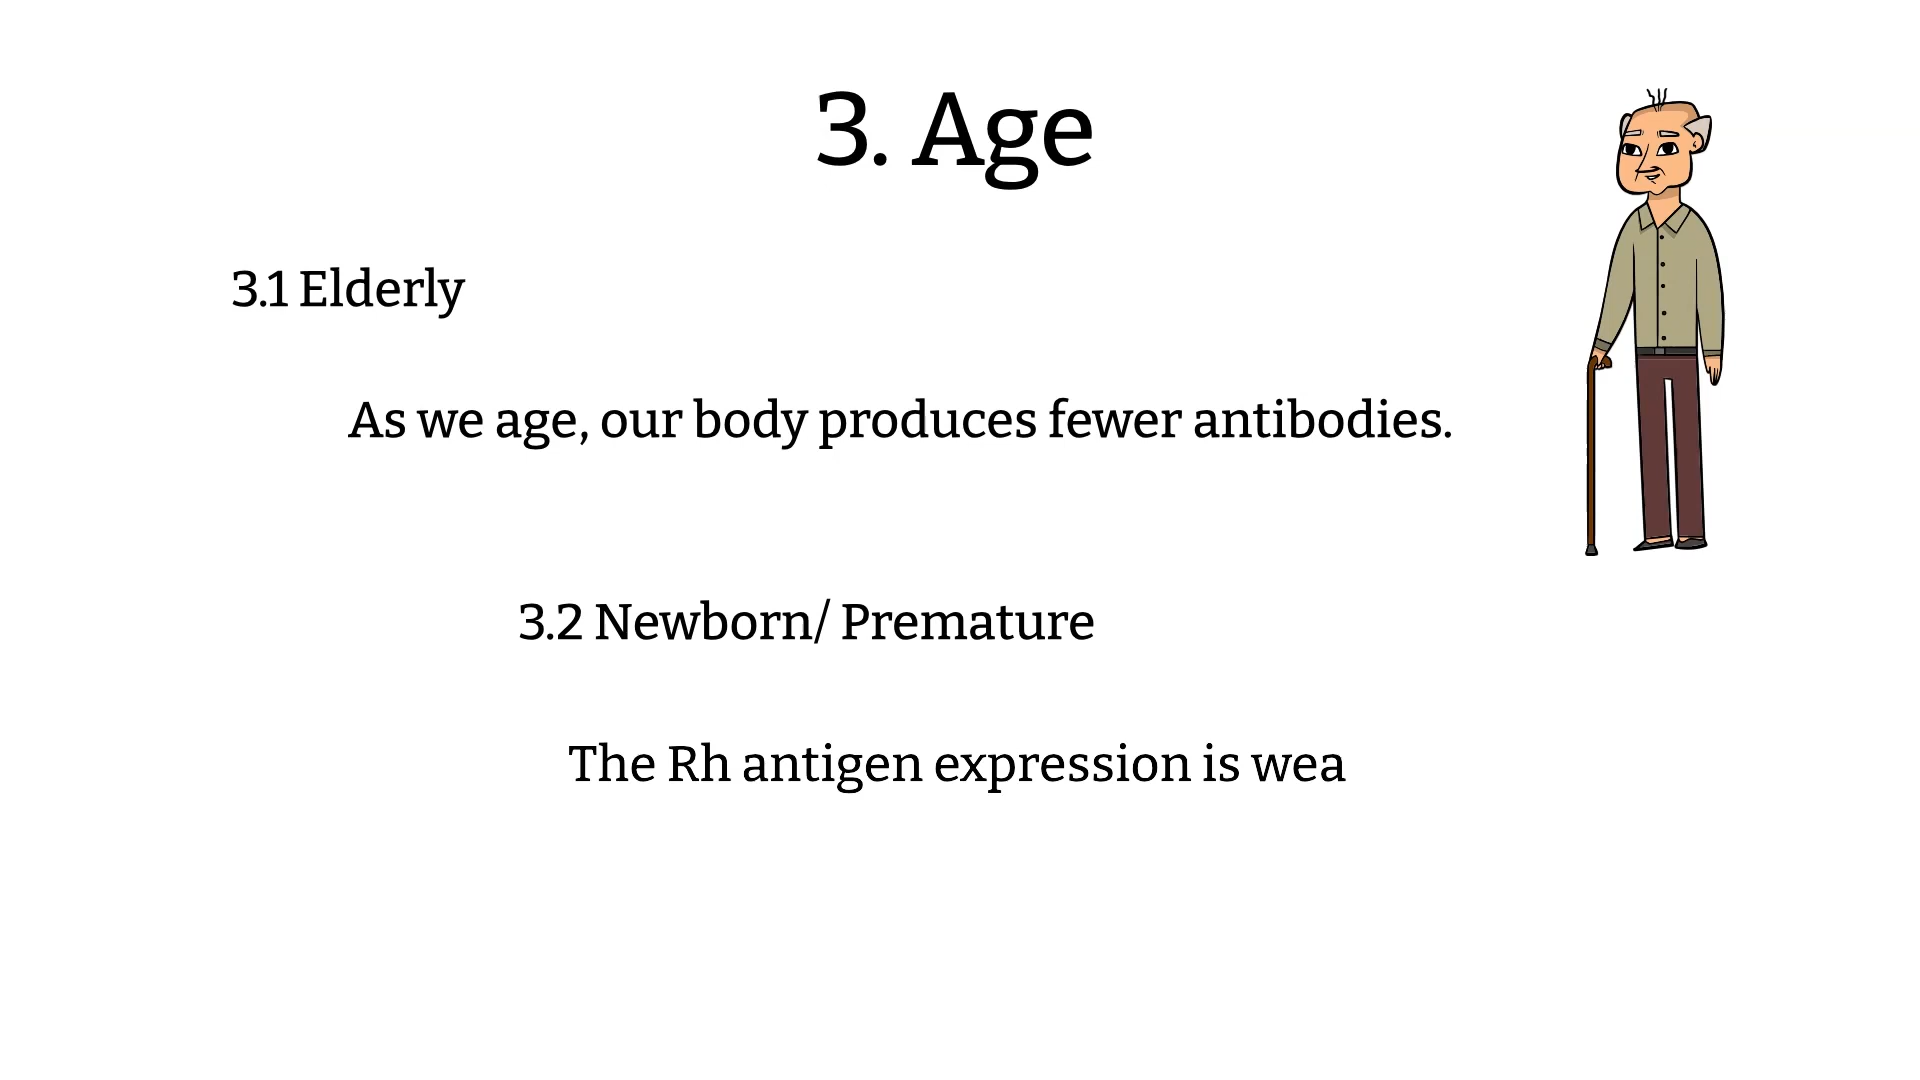 3. Age
3.1 Elderly
As we age, our body produces fewer antibodies.
3.2 Newborn/ Premature
The Rh antigen expression is wea